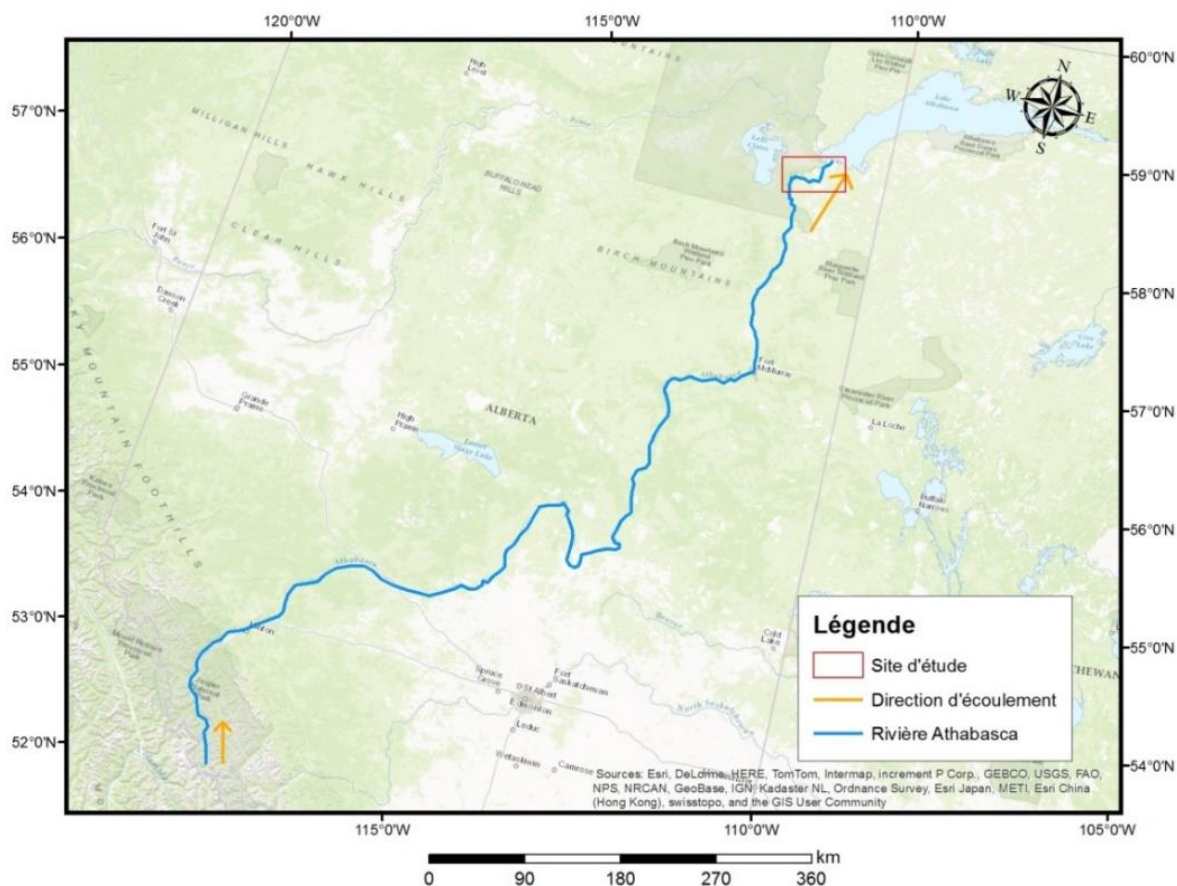 120°0'W
115°0'W
110°0'W
60°0'N
57°0'N
59°0'N
56°0'N
58°0'N
55°0'N
57°0'N
54°0'N
56°0'N
53°0'N
55°0'N
52°0'N
54°0'N
115°0'W
110°0'W
105°0'W
N
W
E
S
High
Level
MILLIGAN HILLS
HAWK HILLS
BUFFALO HEAD
HILLS
CLEAR HILLS
Fort St
John
Peace
Dawson
Creek
Lake
Athabasca
Lake
Claire
BIRCH MOUNTAINS
Fort
McMurray
Grande
Prairie
High
Prairie
ALBERTA
La Loche
Buffalo
Narrows
Athabasca
MOUNTAIN FOOTHILLS
Hinton
Cold
Lake
Beaver
Spruce
Grove
St Albert
Fort
Saskatchewan
Edmonton
Leduc
Wetaskiwin
Camrose
CHEWAN
Légende
Site d'étude
Direction d'écoulement
Rivière Athabasca
Sources: Esri, DeLorme, HERE, TomTom, Intermap, increment P Corp., GEBCO, USGS, FAO,
NPS, NRCAN, GeoBase, IGN, Kadaster NL, Ordnance Survey, Esri Japan, METI, Esri China
(Hong Kong), swisstopo, and the GIS User Community
km
0 90 180 270 360